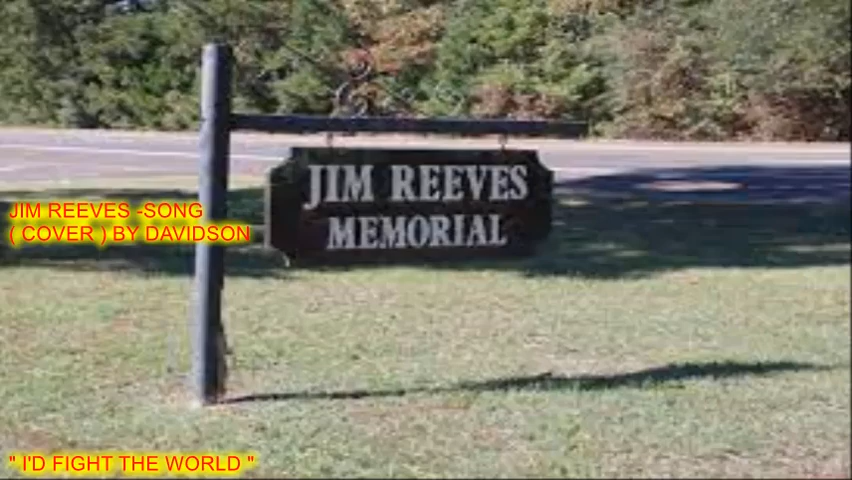 JIM REEVES
MEMORIAL
JIM REEVES -SONG
( COVER ) BY DAVIDSON
" I'D FIGHT THE WORLD "